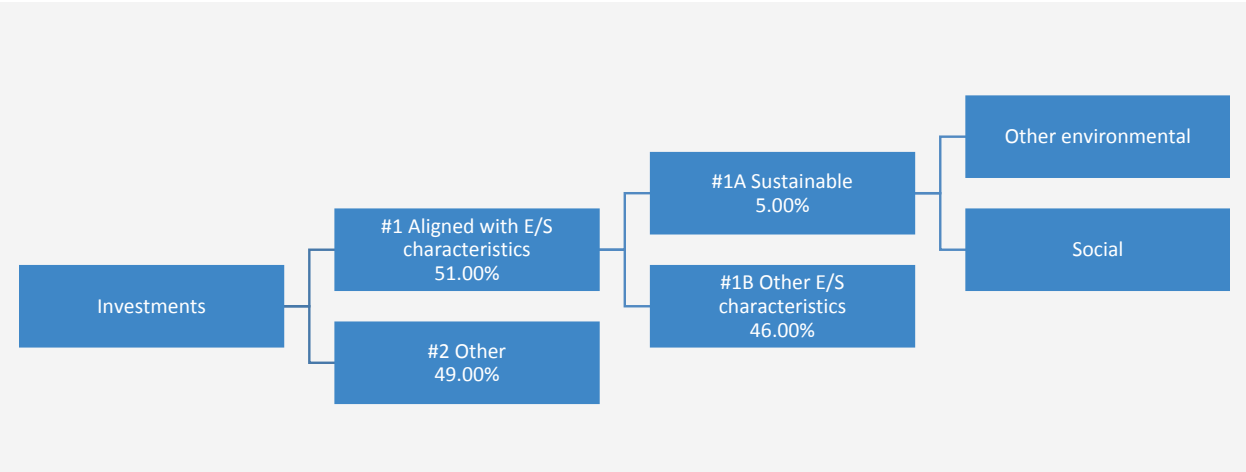 Investments
#1 Aligned with E/S
characteristics
51.00%
#2 Other
49.00%
#1A Sustainable
5.00%
#1B Other E/S
characteristics
46.00%
Other environmental
Social